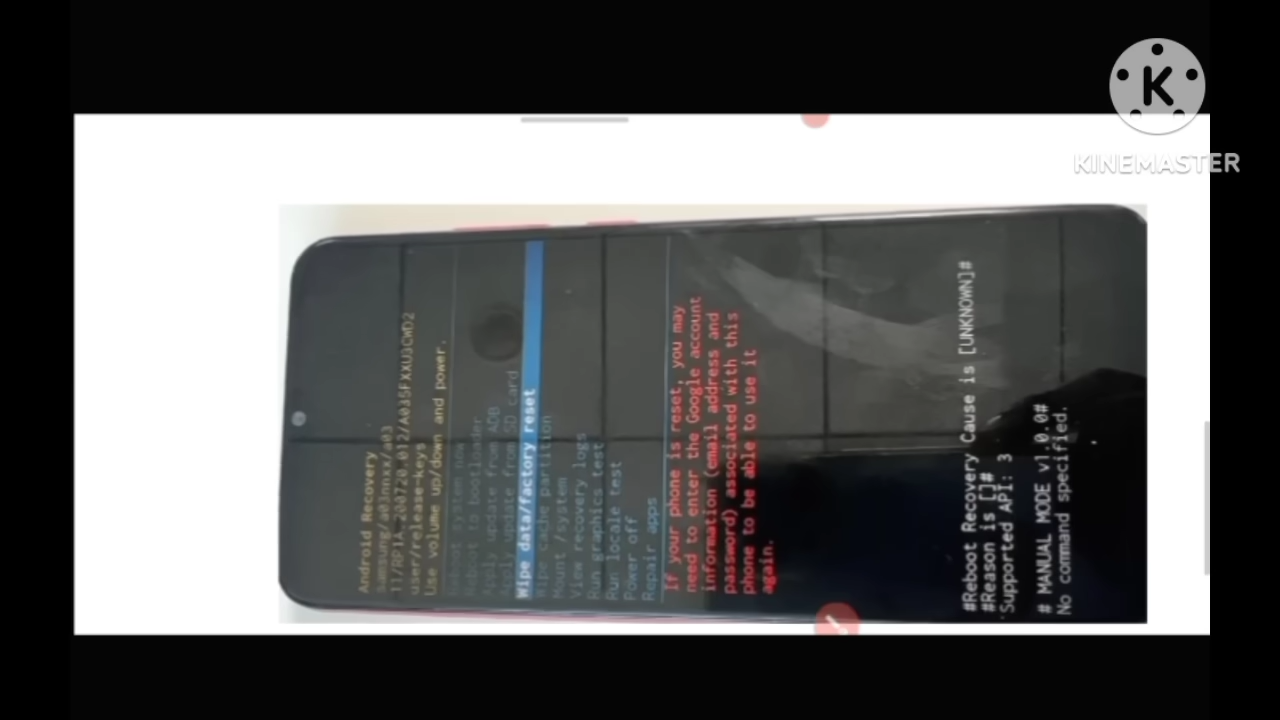 Android Recovery
samsung/a03nnxx/a03
11/RP1A.200720.012/A035FXXU3CWD2
user/release-keys
Use volume up/down and power.
Reboot system now
Reboot to bootloader
Apply update from ADB
Apply update from SD card
Wipe data/factory reset
Wipe cache partition
Mount /system
View recovery logs
Run graphics test
Run locale test
Power off
Repair apps
If your phone is reset, you may
need to enter the Google account
information (email address and
password) associated with this
phone to be able to use it
again.
#Reboot Recovery Cause is [UNKNOWN]#
#Reason is []#
Supported API: 3
# MANUAL MODE v1.0.0#
No command specified.
K
KINEMASTER